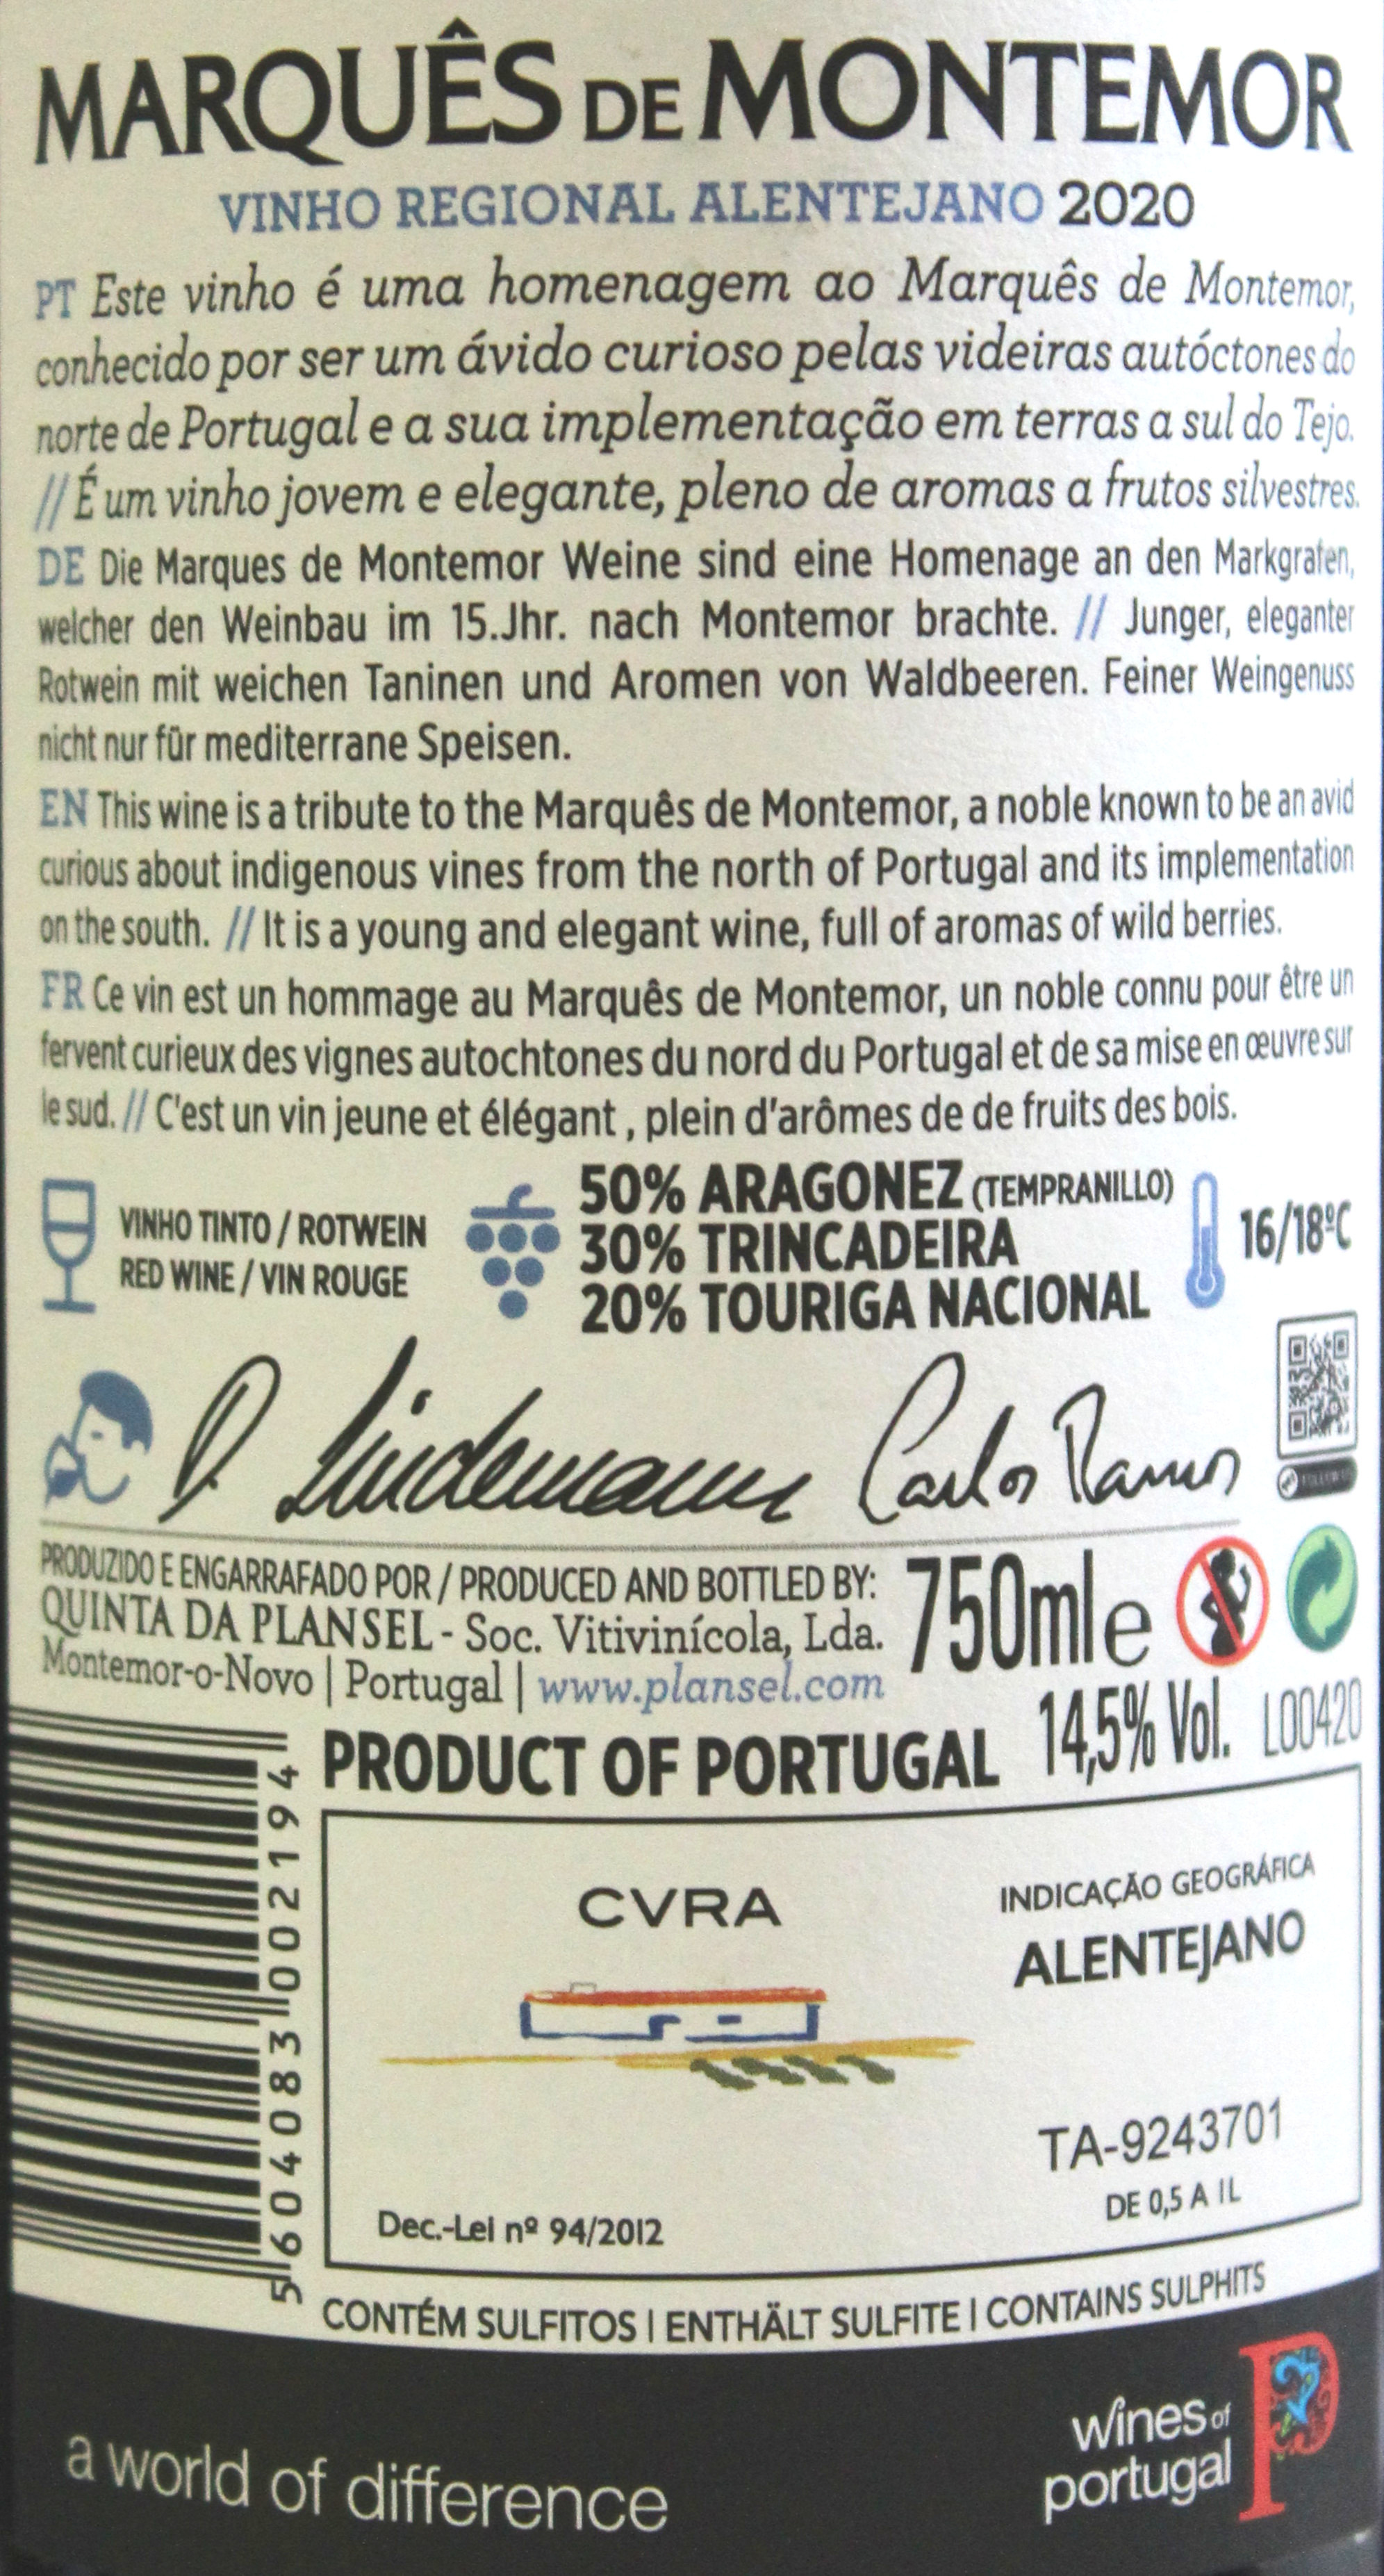 MARQUÊS DE MONTEMOR
VINHO REGIONAL ALENTEJANO 2020
PT Este vinho é uma homenagem ao Marquês de Montemor,
conhecido por ser um ávido curioso pelas videiras autóctones do
norte de Portugal e a sua implementação em terras a sul do Tejo.
// É um vinho jovem e elegante, pleno de aromas a frutos silvestres.
DE Die Marques de Montemor Weine sind eine Homenage an den Markgrafen,
welcher den Weinbau im 15.Jhr. nach Montemor brachte. // Junger, eleganter
Rotwein mit weichen Taninen und Aromen von Waldbeeren. Feiner Weingenuss
nicht nur für mediterrane Speisen.
EN This wine is a tribute to the Marquês de Montemor, a noble known to be an avid
curious about indigenous vines from the north of Portugal and its implementation
on the south. // It is a young and elegant wine, full of aromas of wild berries.
FR Ce vin est un hommage au Marquês de Montemor, un noble connu pour être un
fervent curieux des vignes autochtones du nord du Portugal et de sa mise en œuvre sur
le sud. // C'est un vin jeune et élégant , plein d'arômes de de fruits des bois.
VINHO TINTO / ROTWEIN
RED WINE / VIN ROUGE
50% ARAGONEZ (TEMPRANILLO)
30% TRINCADEIRA
20% TOURIGA NACIONAL
16/18ºC
D. Lindemann Carlos Ramos
PRODUZIDO E ENGARRAFADO POR / PRODUCED AND BOTTLED BY:
QUINTA DA PLANSEL - Soc. Vitivinícola, Lda.
Montemor-o-Novo | Portugal | www.plansel.com
750ml e
14,5% Vol. L00420
PRODUCT OF PORTUGAL
5 604083 002194
CVRA
INDICAÇÃO GEOGRÁFICA
ALENTEJANO
TA-9243701
DE 0,5 A 1L
Dec.-Lei nº 94/2012
CONTÉM SULFITOS | ENTHÄLT SULFITE | CONTAINS SULPHITS
a world of difference
wines of
portugal